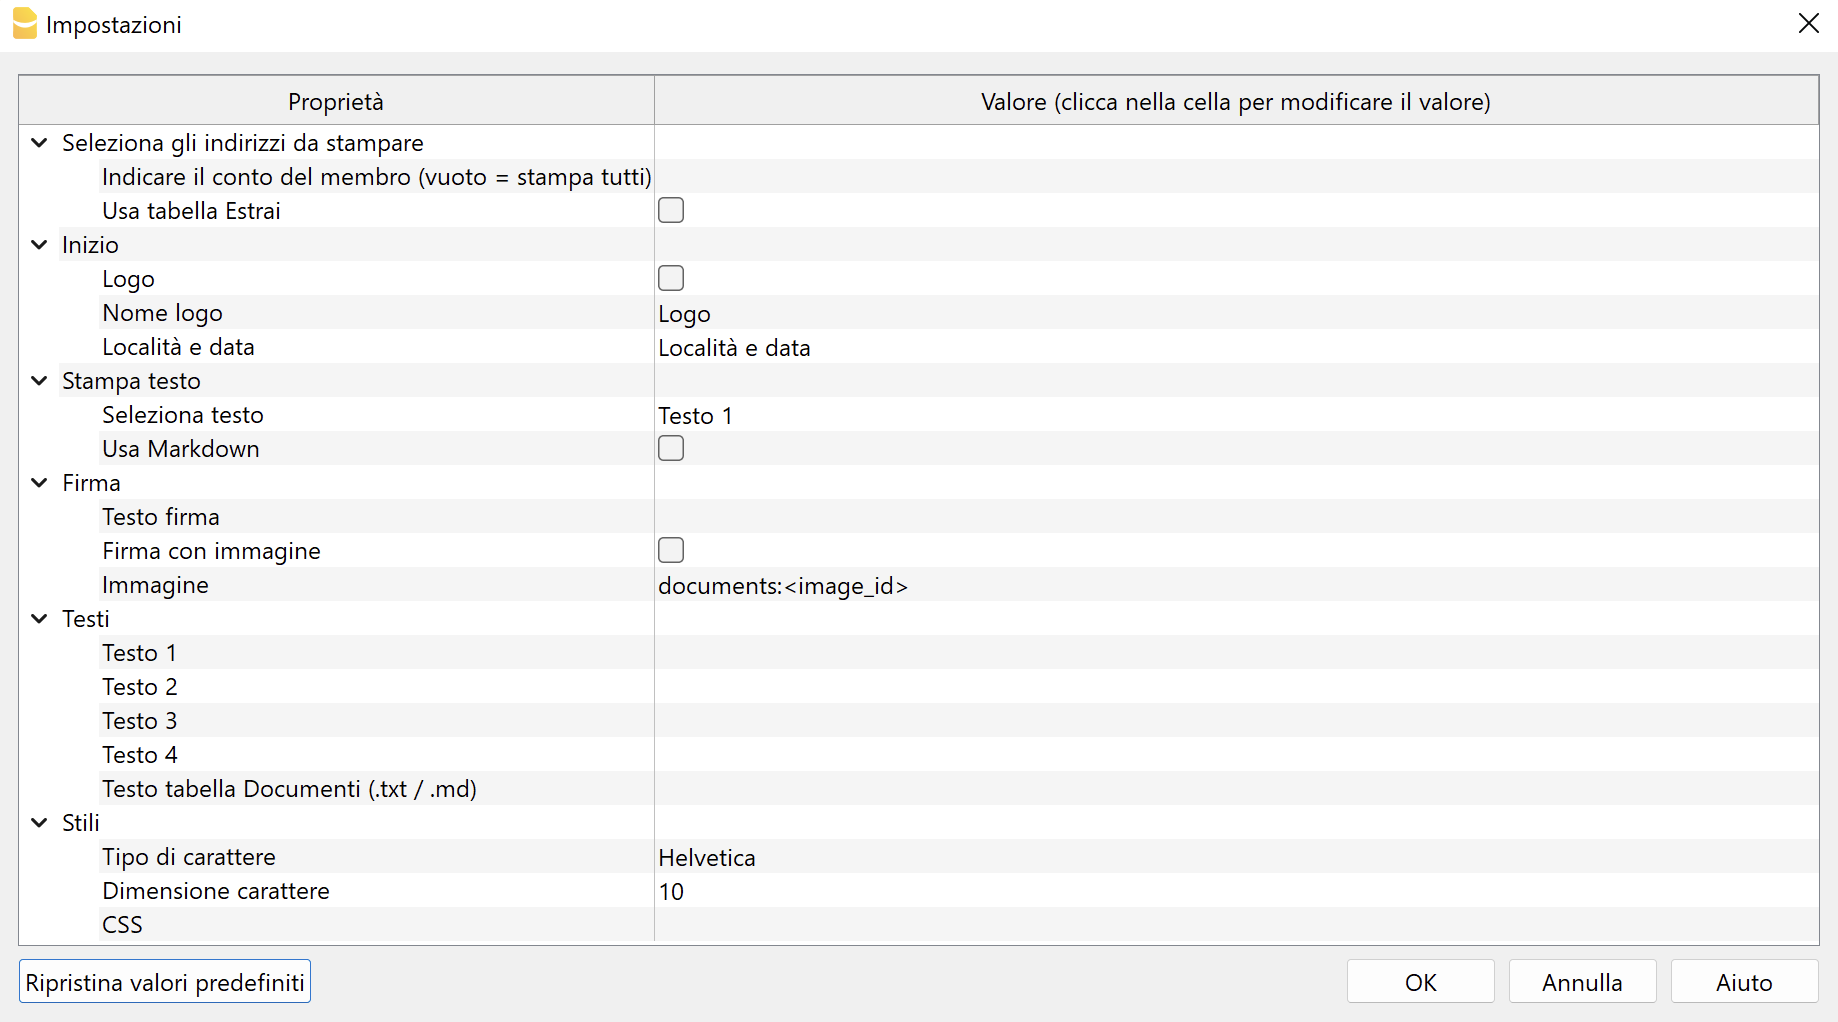 Impostazioni
Proprietà	Valore (clicca nella cella per modificare il valore)
Seleziona gli indirizzi da stampare
Indicare il conto del membro (vuoto = stampa tutti)
Usa tabella Estrai
Inizio
Logo
Nome logo	Logo
Località e data	Località e data
Stampa testo
Seleziona testo	Testo 1
Usa Markdown
Firma
Testo firma
Firma con immagine
Immagine	documents:<image_id>
Testi
Testo 1
Testo 2
Testo 3
Testo 4
Testo tabella Documenti (.txt / .md)
Stili
Tipo di carattere	Helvetica
Dimensione carattere	10
CSS
Ripristina valori predefiniti	OK	Annulla	Aiuto